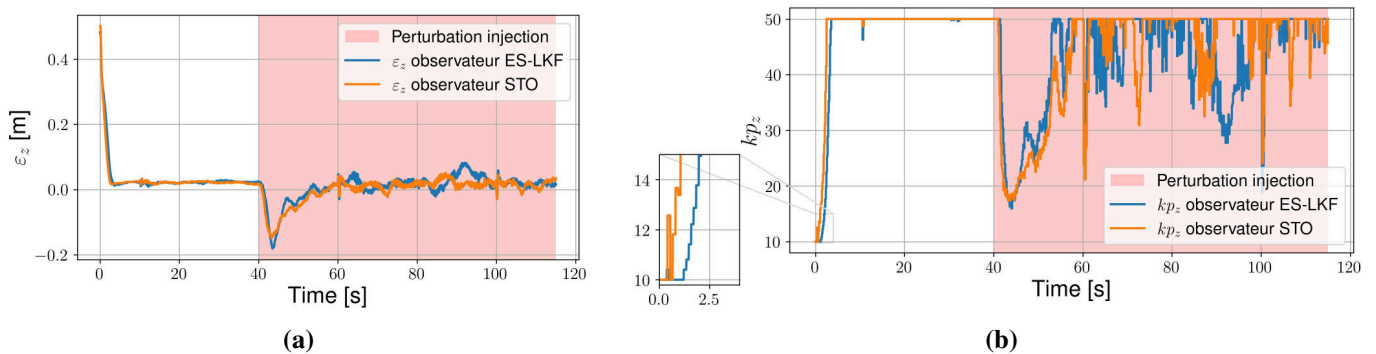 0.4
0.2
0.0
−0.2
ε_z [m]
Perturbation injection
ε_z observateur ES-LKF
ε_z observateur STO
0 20 40 60 80 100 120
Time [s]
(a)
14
12
10
0.0 2.5
50
40
30
20
10
kp_z
Perturbation injection
kp_z observateur ES-LKF
kp_z observateur STO
0 20 40 60 80 100 120
Time [s]
(b)